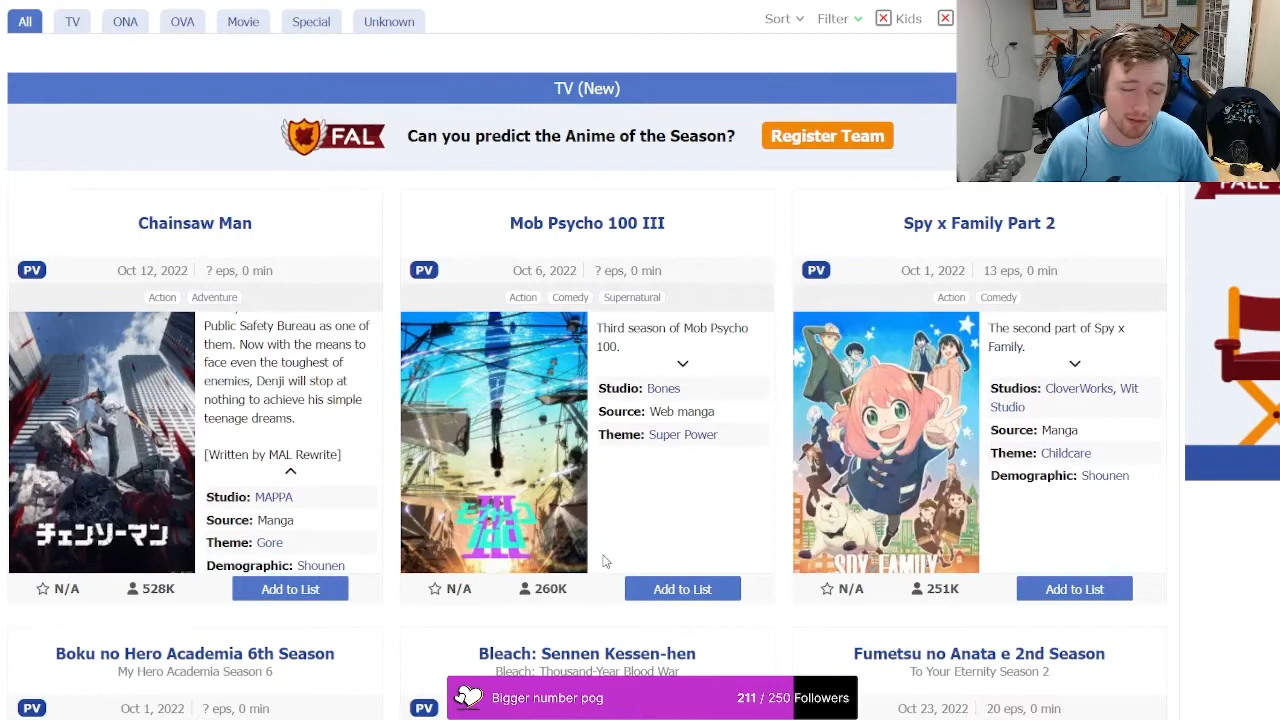 All TV ONA OVA Movie Special Unknown Sort Filter Kids
TV (New)
FAL Can you predict the Anime of the Season? Register Team
Chainsaw Man
PV Oct 12, 2022 ? eps, 0 min
Action Adventure
Public Safety Bureau as one of
them. Now with the means to
face even the toughest of
enemies, Denji will stop at
nothing to achieve his simple
teenage dreams.
[Written by MAL Rewrite]
Studio: MAPPA
Source: Manga
Theme: Gore
Demographic: Shounen
チェンソーマン
N/A 528K Add to List
Mob Psycho 100 III
PV Oct 6, 2022 ? eps, 0 min
Action Comedy Supernatural
Third season of Mob Psycho
100.
Studio: Bones
Source: Web manga
Theme: Super Power
N/A 260K Add to List
Spy x Family Part 2
PV Oct 1, 2022 13 eps, 0 min
Action Comedy
The second part of Spy x
Family.
Studios: CloverWorks, Wit
Studio
Source: Manga
Theme: Childcare
Demographic: Shounen
SPY FAMILY
N/A 251K Add to List
Boku no Hero Academia 6th Season
My Hero Academia Season 6
PV Oct 1, 2022 ? eps, 0 min
Bleach: Sennen Kessen-hen
Bleach: Thousand-Year Blood War
PV
Fumetsu no Anata e 2nd Season
To Your Eternity Season 2
Oct 23, 2022 20 eps, 0 min
Bigger number pog 211 / 250 Followers